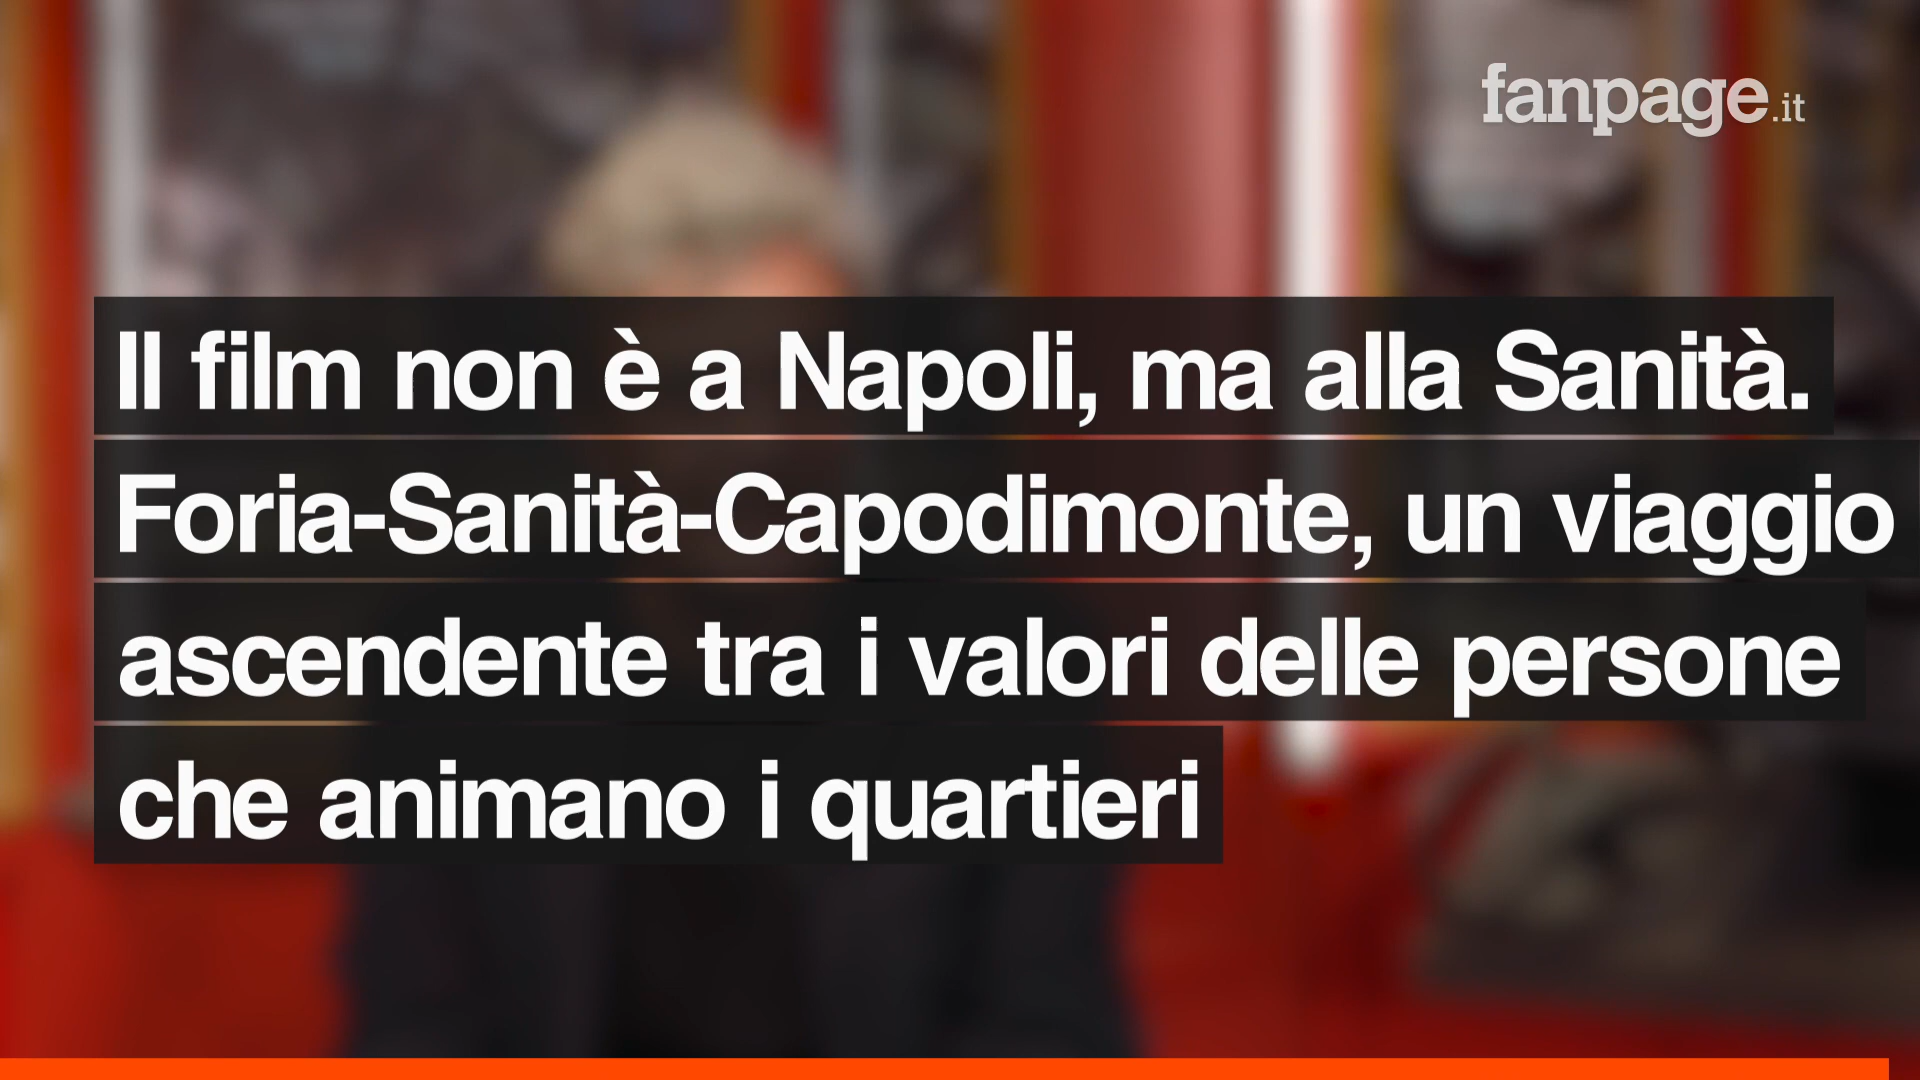 fanpage.it
Il film non è a Napoli, ma alla Sanità.
Foria-Sanità-Capodimonte, un viaggio
ascendente tra i valori delle persone
che animano i quartieri